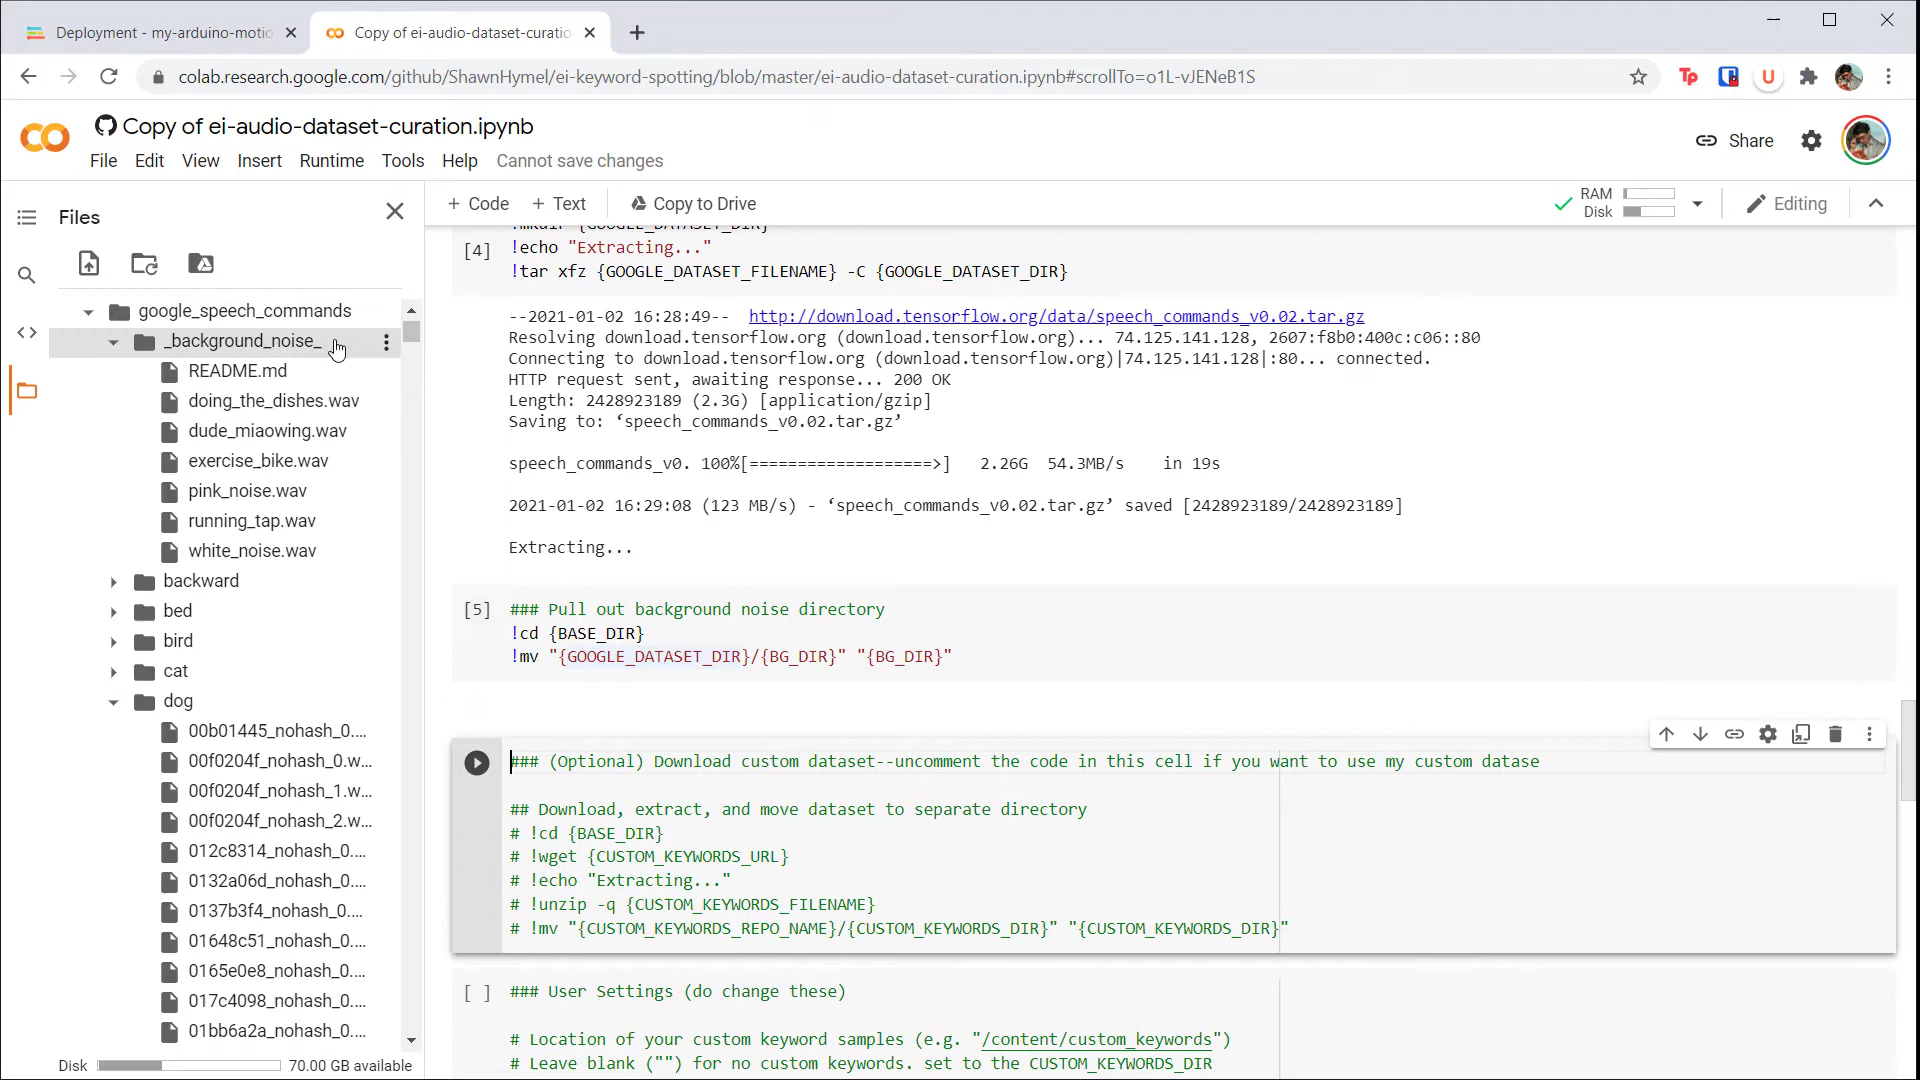 Deployment - my-arduino-motio
Copy of ei-audio-dataset-curatio
colab.research.google.com/github/ShawnHymel/ei-keyword-spotting/blob/master/ei-audio-dataset-curation.ipynb#scrollTo=o1L-vJENeB1S
Tp
U
Copy of ei-audio-dataset-curation.ipynb
Share
File Edit View Insert Runtime Tools Help Cannot save changes
Files
+ Code + Text Copy to Drive
RAM
Disk
Editing
google_speech_commands
_background_noise_
README.md
doing_the_dishes.wav
dude_miaowing.wav
exercise_bike.wav
pink_noise.wav
running_tap.wav
white_noise.wav
backward
bed
bird
cat
dog
00b01445_nohash_0....
00f0204f_nohash_0.w...
00f0204f_nohash_1.w...
00f0204f_nohash_2.w...
012c8314_nohash_0....
0132a06d_nohash_0....
0137b3f4_nohash_0....
01648c51_nohash_0....
0165e0e8_nohash_0....
017c4098_nohash_0....
01bb6a2a_nohash_0....
Disk 70.00 GB available
!mkdir {GOOGLE_DATASET_DIR}
[4] !echo "Extracting..."
!tar xfz {GOOGLE_DATASET_FILENAME} -C {GOOGLE_DATASET_DIR}
--2021-01-02 16:28:49-- http://download.tensorflow.org/data/speech_commands_v0.02.tar.gz
Resolving download.tensorflow.org (download.tensorflow.org)... 74.125.141.128, 2607:f8b0:400c:c06::80
Connecting to download.tensorflow.org (download.tensorflow.org)|74.125.141.128|:80... connected.
HTTP request sent, awaiting response... 200 OK
Length: 2428923189 (2.3G) [application/gzip]
Saving to: ‘speech_commands_v0.02.tar.gz’
speech_commands_v0. 100%[===================>] 2.26G 54.3MB/s in 19s
2021-01-02 16:29:08 (123 MB/s) - ‘speech_commands_v0.02.tar.gz’ saved [2428923189/2428923189]
Extracting...
[5] ### Pull out background noise directory
!cd {BASE_DIR}
!mv "{GOOGLE_DATASET_DIR}/{BG_DIR}" "{BG_DIR}"
### (Optional) Download custom dataset--uncomment the code in this cell if you want to use my custom datase
## Download, extract, and move dataset to separate directory
# !cd {BASE_DIR}
# !wget {CUSTOM_KEYWORDS_URL}
# !echo "Extracting..."
# !unzip -q {CUSTOM_KEYWORDS_FILENAME}
# !mv "{CUSTOM_KEYWORDS_REPO_NAME}/{CUSTOM_KEYWORDS_DIR}" "{CUSTOM_KEYWORDS_DIR}"
[ ] ### User Settings (do change these)
# Location of your custom keyword samples (e.g. "/content/custom_keywords")
# Leave blank ("") for no custom keywords. set to the CUSTOM_KEYWORDS_DIR